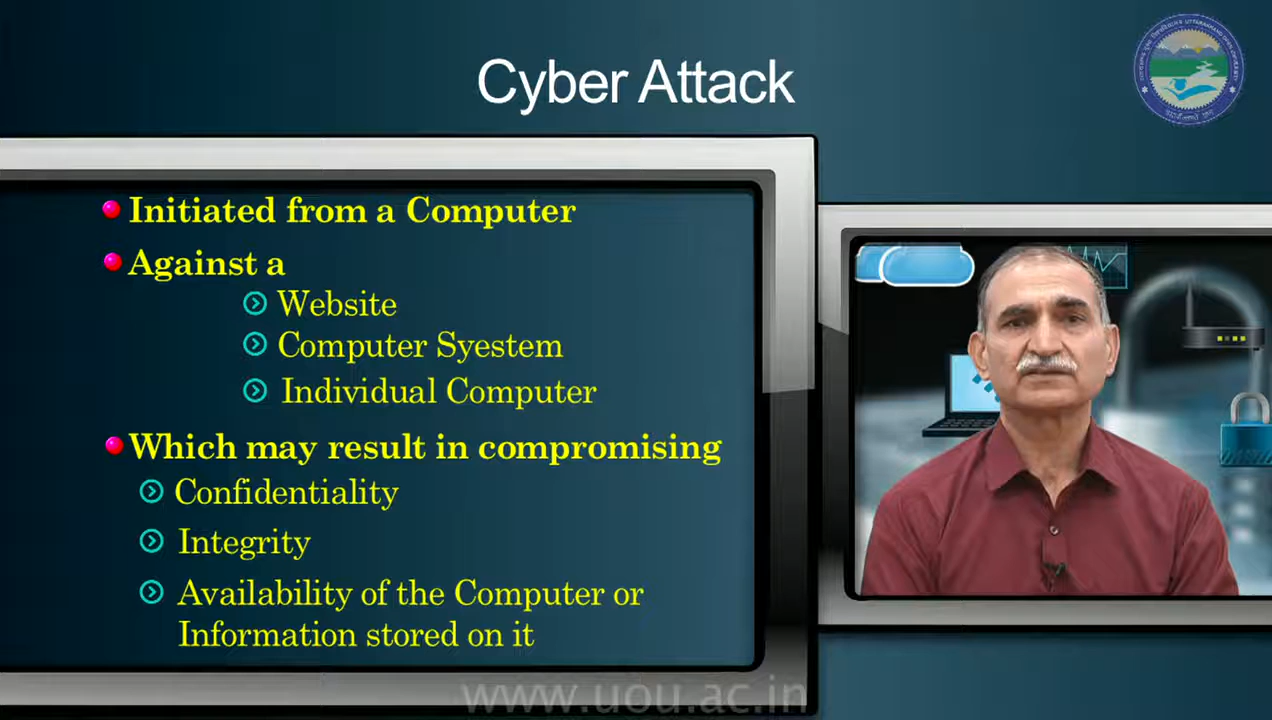 Cyber Attack
Initiated from a Computer
Against a
Website
Computer Syestem
Individual Computer
Which may result in compromising
Confidentiality
Integrity
Availability of the Computer or
Information stored on it
www.uou.ac.in